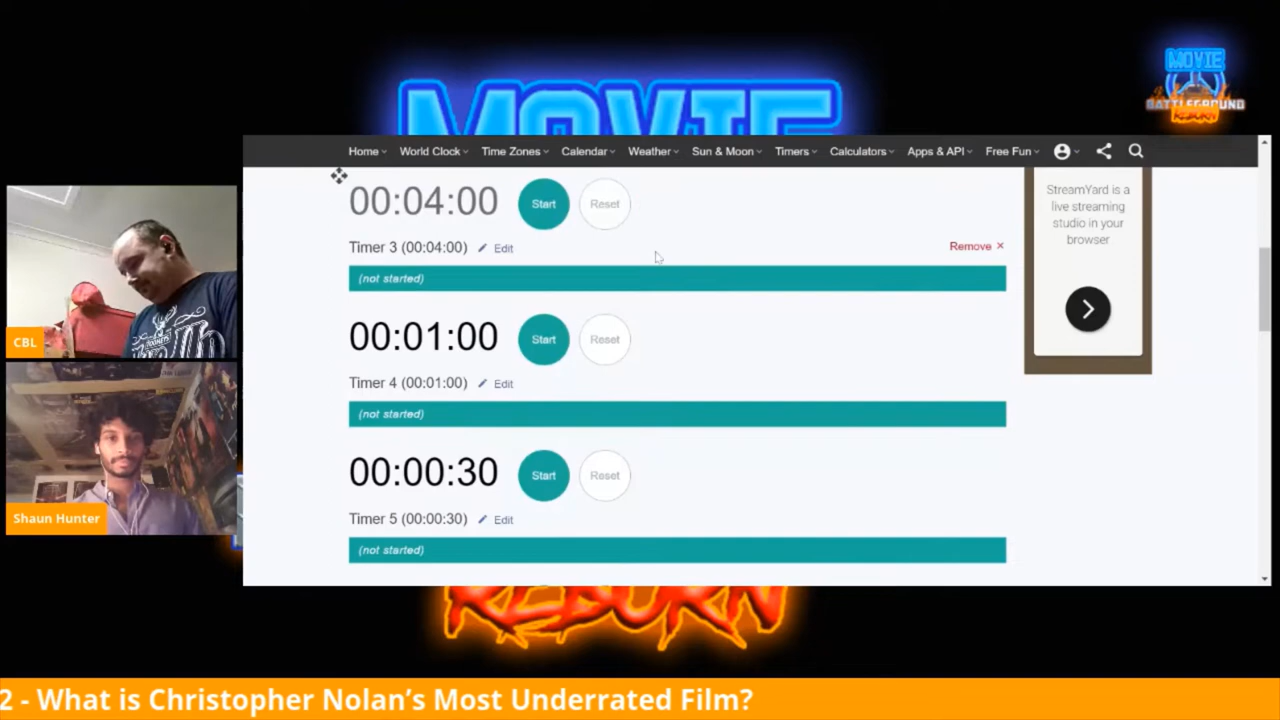 MOVIE
MOVIE
BATTLEGROUND
REBORN
Home World Clock Time Zones Calendar Weather Sun & Moon Timers Calculators Apps & API Free Fun
00:04:00 Start Reset
Timer 3 (00:04:00) Edit Remove ×
(not started)
StreamYard is a
live streaming
studio in your
browser
00:01:00 Start Reset
Timer 4 (00:01:00) Edit
(not started)
00:00:30 Start Reset
Timer 5 (00:00:30) Edit
(not started)
CBL
Shaun Hunter
REBORN
2 - What is Christopher Nolan’s Most Underrated Film?